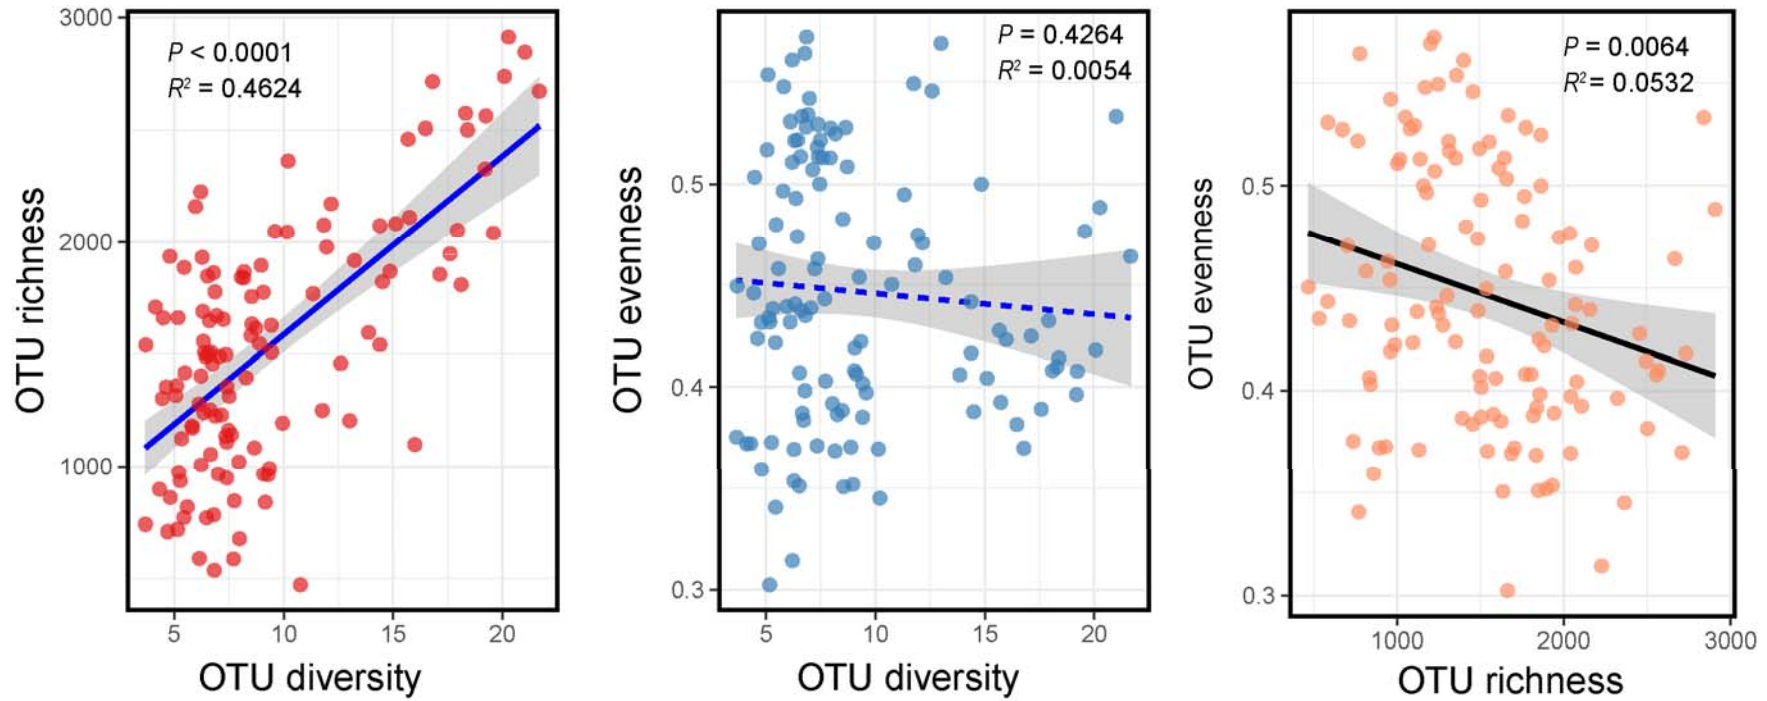 P < 0.0001
R² = 0.4624
3000
2000
1000
OTU richness
5 10 15 20
OTU diversity
P = 0.4264
R² = 0.0054
0.5
0.4
0.3
OTU evenness
5 10 15 20
OTU diversity
P = 0.0064
R² = 0.0532
0.5
0.4
0.3
OTU evenness
1000 2000 3000
OTU richness